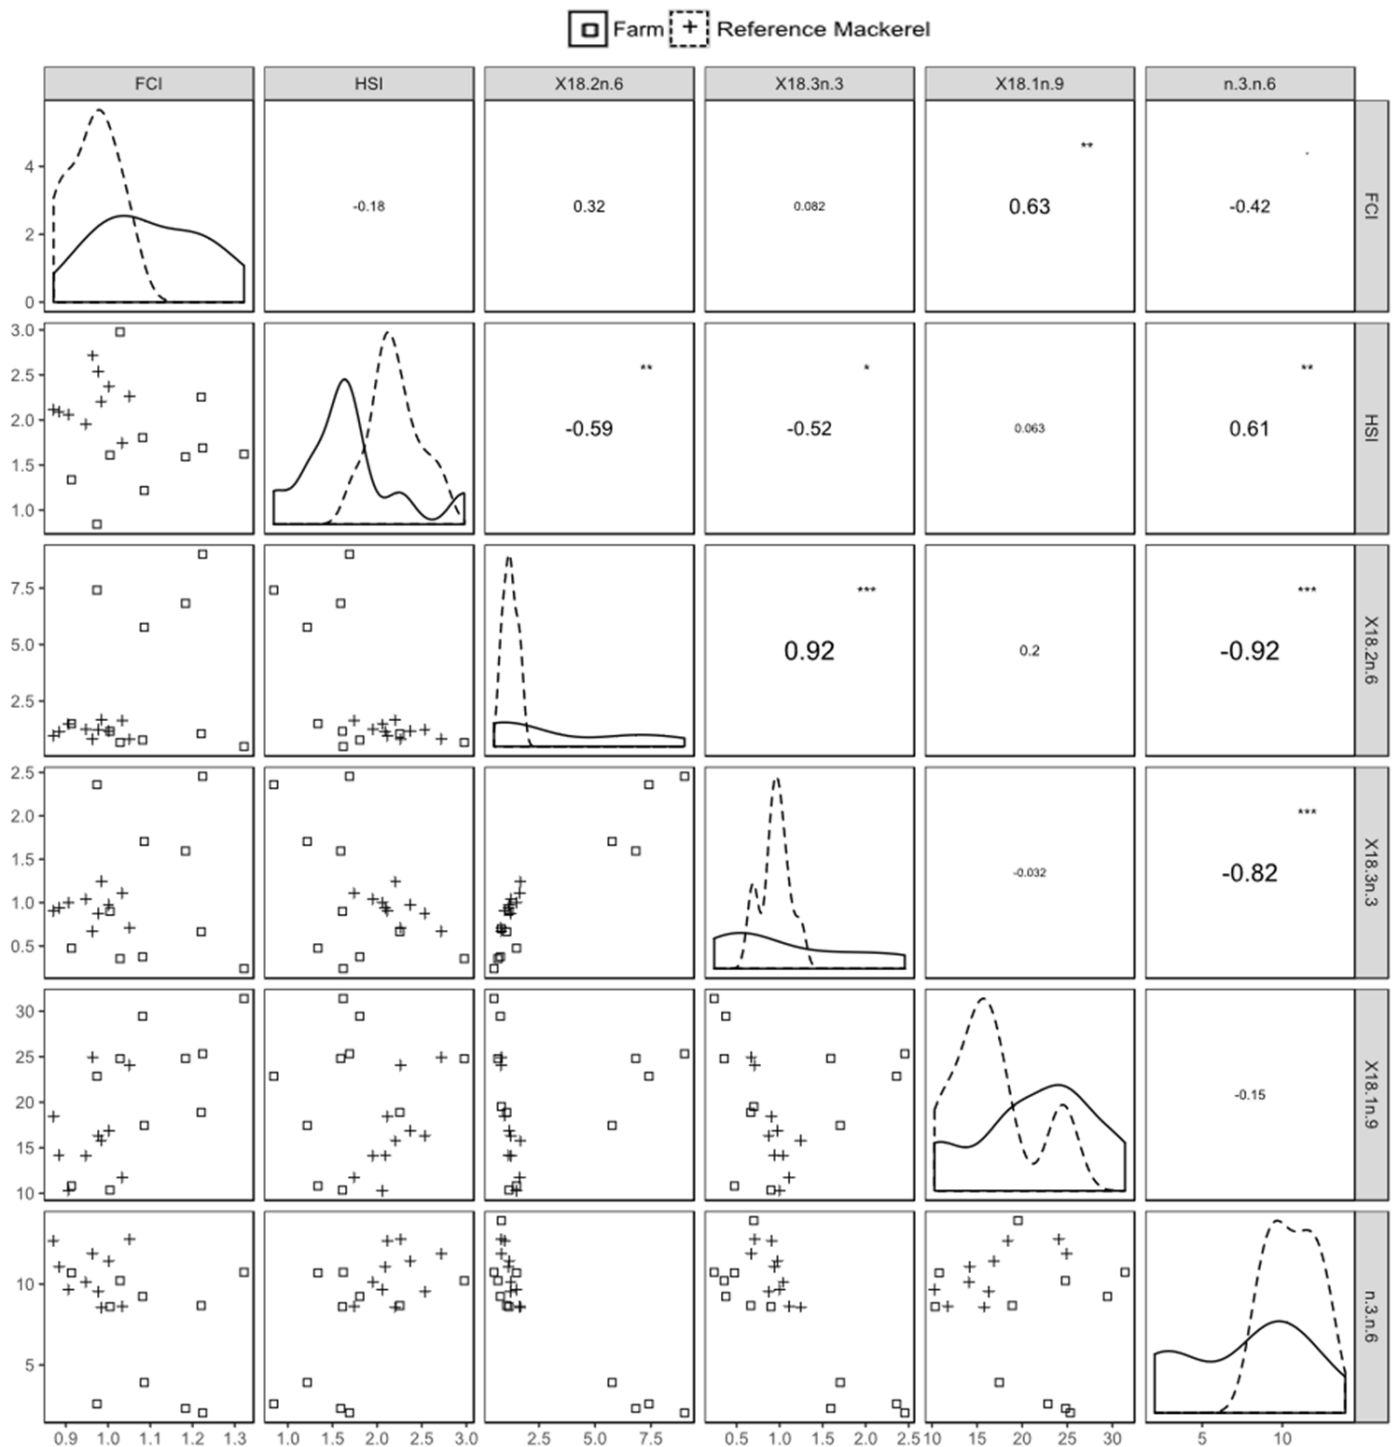 Farm Reference Mackerel
FCI HSI X18.2n.6 X18.3n.3 X18.1n.9 n.3.n.6
** .
4
-0.18 0.32 0.082 0.63 -0.42 FCI
2
0
3.0
2.5 ** * **
2.0 -0.59 -0.52 0.063 0.61 HSI
1.5
1.0
7.5 *** ***
5.0 0.92 0.2 -0.92 X18.2n.6
2.5
2.5
2.0 ***
1.5
1.0 -0.032 -0.82 X18.3n.3
0.5
30
25
20 -0.15 X18.1n.9
15
10
10 n.3.n.6
5
0.9 1.0 1.1 1.2 1.3 1.0 1.5 2.0 2.5 3.0 2.5 5.0 7.5 0.5 1.0 1.5 2.0 2.5 10 15 20 25 30 5 10